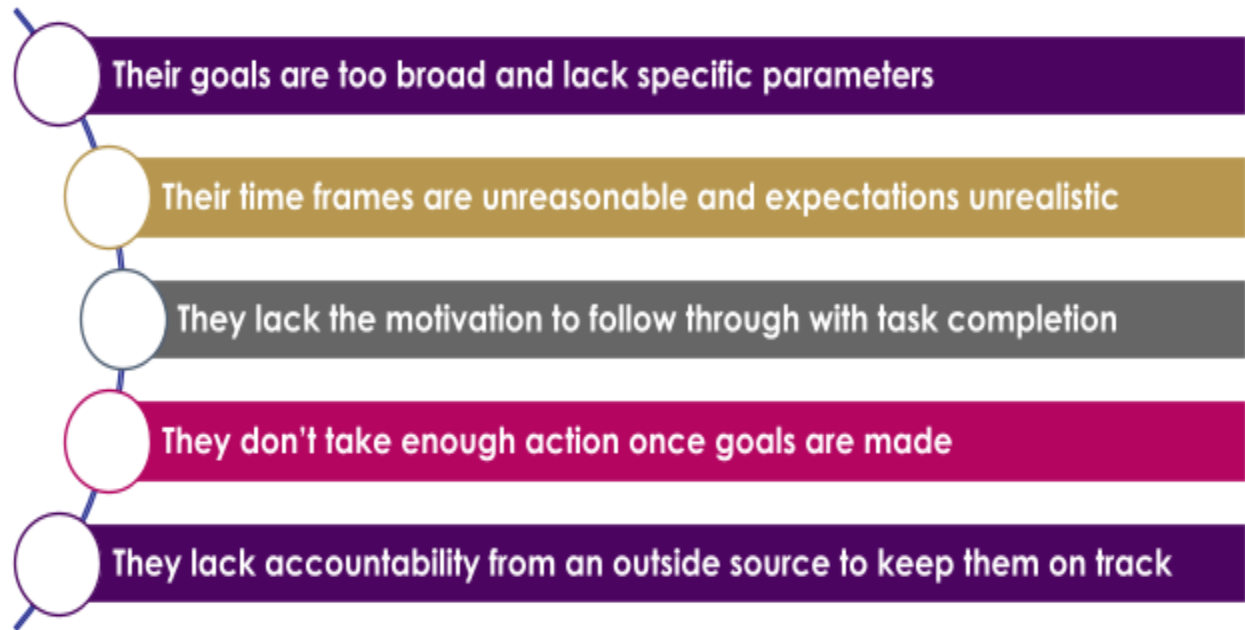 Their goals are too broad and lack specific parameters
Their time frames are unreasonable and expectations unrealistic
They lack the motivation to follow through with task completion
They don't take enough action once goals are made
They lack accountability from an outside source to keep them on track